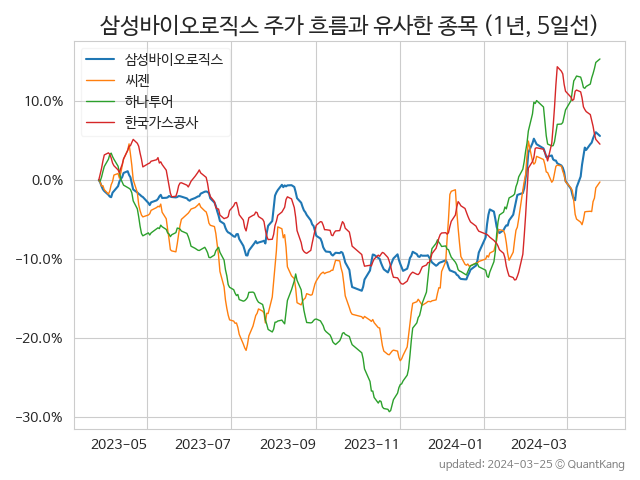 삼성바이오로직스 주가 흐름과 유사한 종목 (1년, 5일선)
삼성바이오로직스
씨젠
하나투어
한국가스공사
10.0%
0.0%
−10.0%
−20.0%
−30.0%
2023-05 2023-07 2023-09 2023-11 2024-01 2024-03
updated: 2024-03-25 © QuantKang